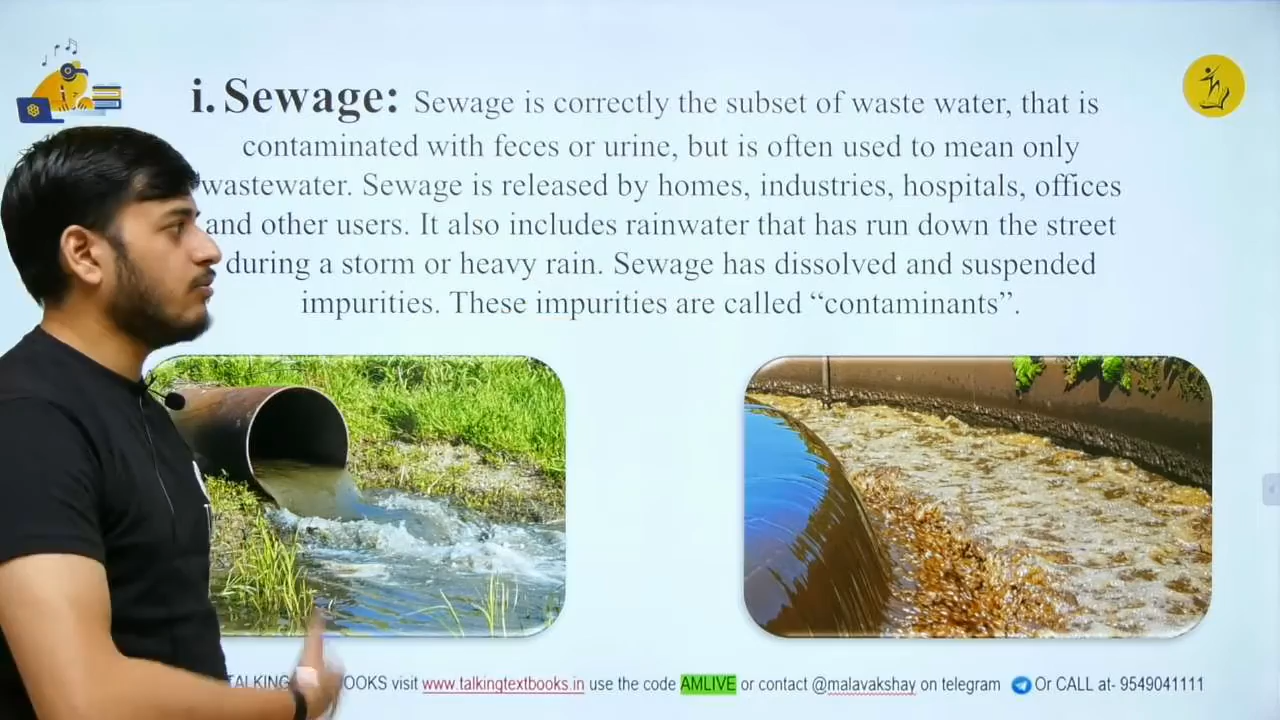 i. Sewage: Sewage is correctly the subset of waste water, that is
contaminated with feces or urine, but is often used to mean only
wastewater. Sewage is released by homes, industries, hospitals, offices
and other users. It also includes rainwater that has run down the street
during a storm or heavy rain. Sewage has dissolved and suspended
impurities. These impurities are called “contaminants”.
TALKING OOKS visit www.talkingtextbooks.in use the code AMLIVE or contact @malavakshay on telegram Or CALL at- 9549041111